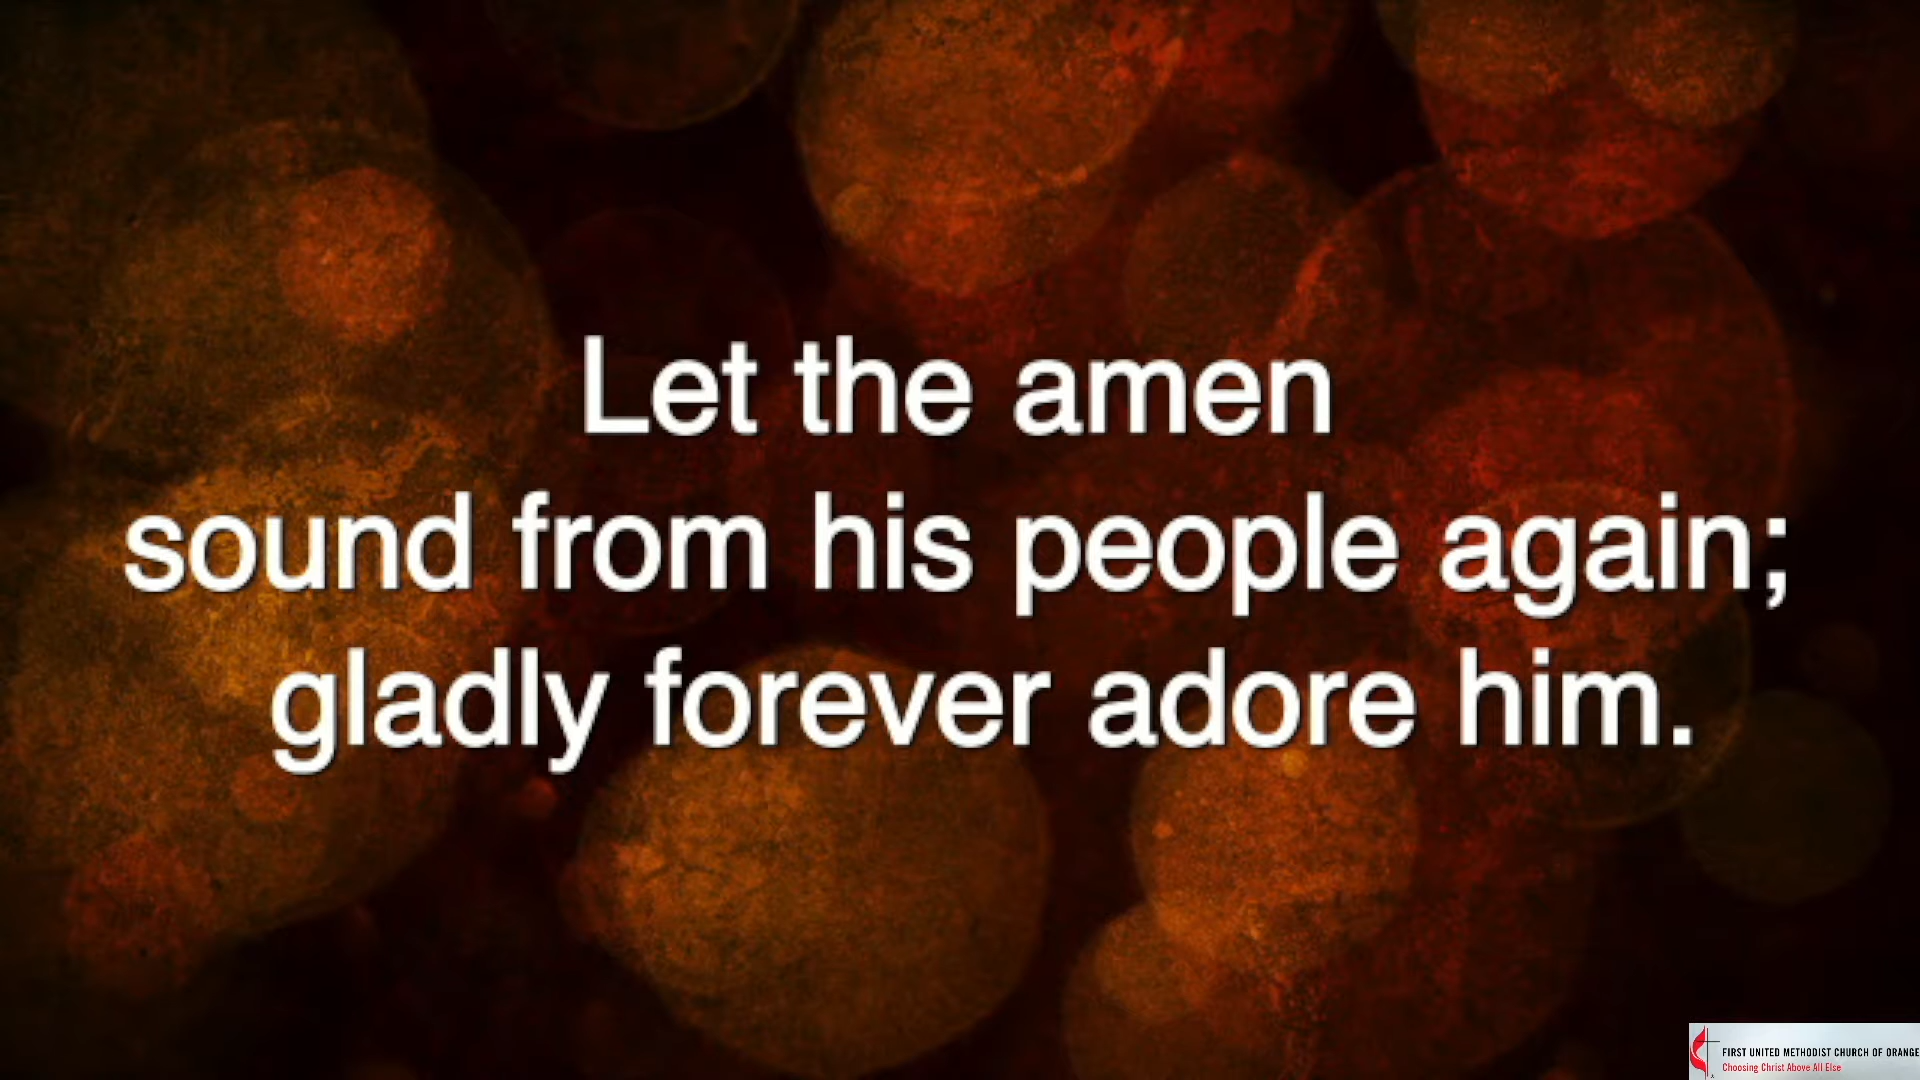 Let the amen
sound from his people again;
gladly forever adore him.
FIRST UNITED METHODIST CHURCH OF ORANGE
Choosing Christ Above All Else